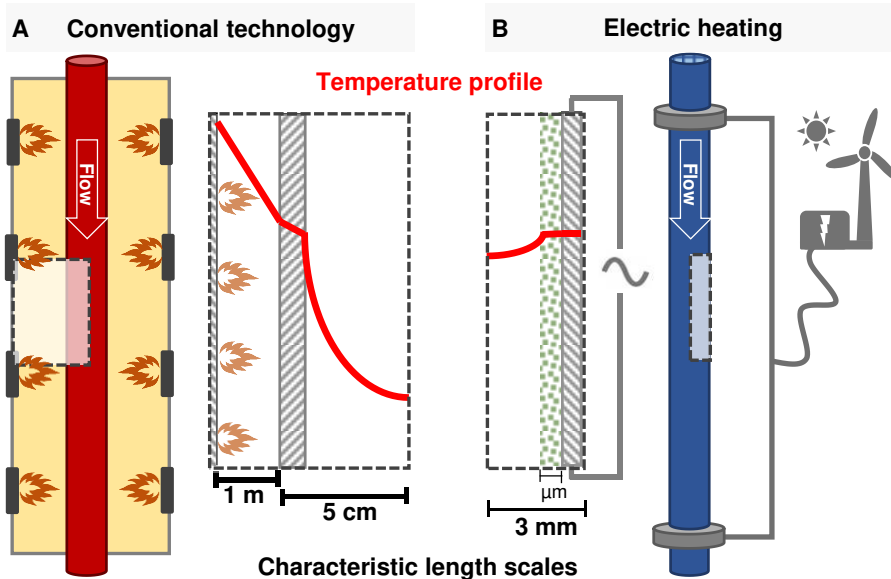 A Conventional technology
B Electric heating
Temperature profile
Flow
Flow
1 m
5 cm
µm
3 mm
Characteristic length scales